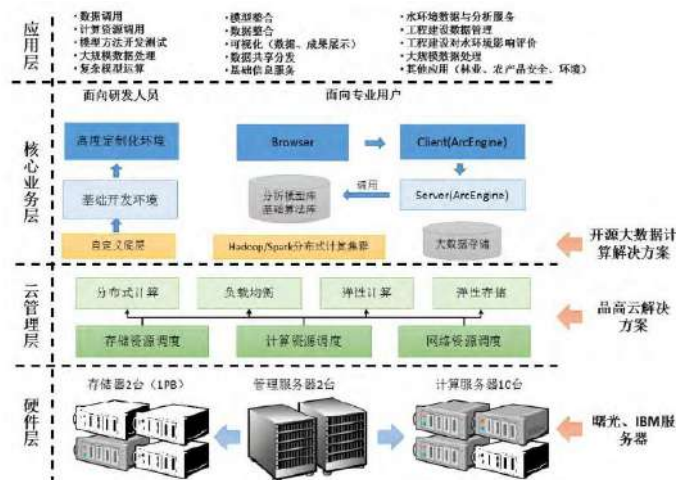 应用层
•数据调用
•计算资源调用
•模型方法开发测试
•大规模数据处理
•复杂模型运算
•模型整合
•数据整合
•可视化（数据、成果展示）
•数据共享分发
•基础信息服务
•水环境数据与分析服务
•工程建设数据管理
•工程建设对水环境影响评价
•大规模数据处理
•其他应用（林业、农产品安全、环境）
核心业务层
面向研发人员
面向专业用户
高度定制化环境
Browser
Client(ArcEngine)
基础开发环境
分析模型库
基础算法库
调用
Server(ArcEngine)
自定义底层
Hadoop/Spark分布式计算集群
大数据存储
开源大数据计
算解决方案
云管理层
分布式计算
负载均衡
弹性计算
弹性存储
存储资源调度
计算资源调度
网络资源调度
品高云解决
方案
硬件层
存储器2台（1PB）
管理服务器2台
计算服务器10台
曙光、IBM服
务器